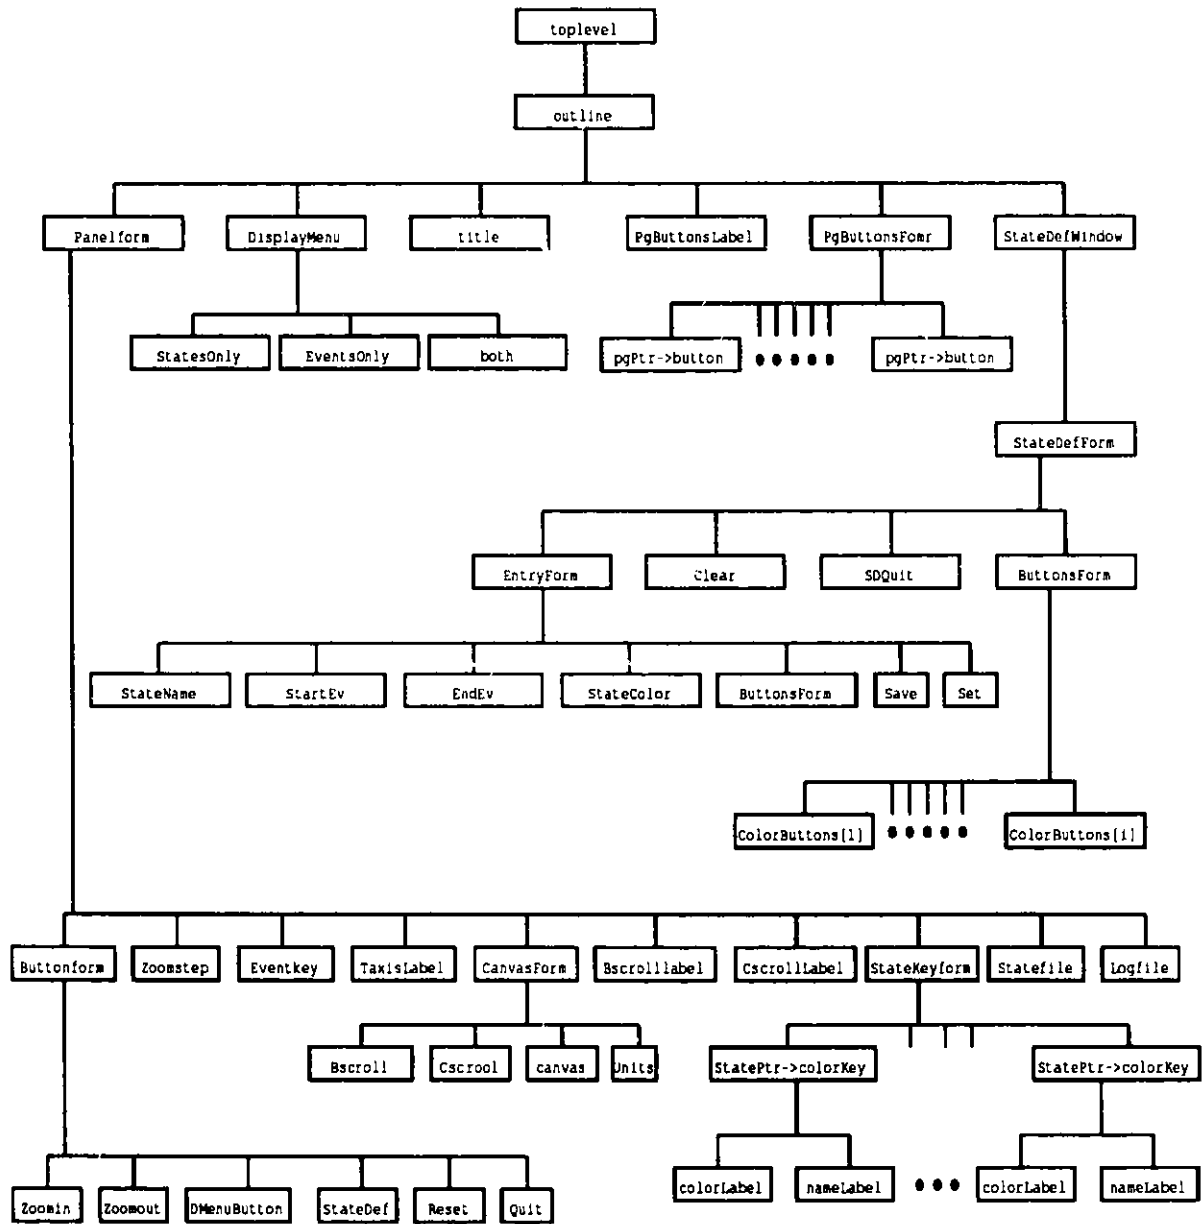 toplevel
outline
Panelform
DisplayMenu
title
PgButtonsLabel
PgButtonsFomr
StateDefWindow
StatesOnly
EventsOnly
both
pgPtr->button
pgPtr->button
StateDefForm
EntryForm
Clear
SDQuit
ButtonsForm
StateName
StartEv
EndEv
StateColor
ButtonsForm
Save
Set
ColorButtons[1]
ColorButtons[i]
Buttonform
Zoomstep
Eventkey
TaxisLabel
CanvasForm
Bscrolllabel
CscrollLabel
StateKeyform
Statefile
Logfile
Bscroll
Cscrool
canvas
Units
StatePtr->colorKey
StatePtr->colorKey
colorLabel
nameLabel
colorLabel
nameLabel
Zoomin
Zoomout
DMenuButton
StateDef
Reset
Quit